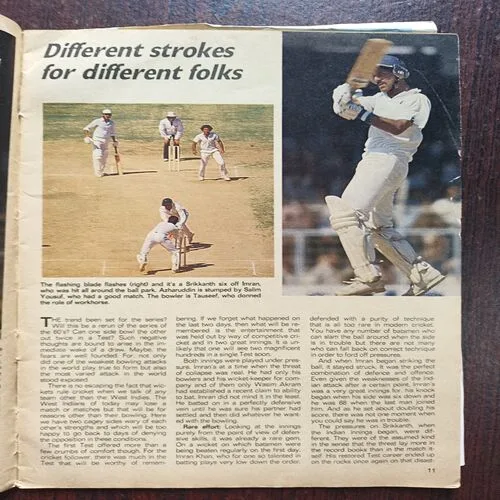 Different strokes
for different folks
The flashing blade flashes (right) and it's a Srikkanth six off Imran,
who was hit all around the ball park. Azharuddin is stumped by Salim
Yousuf, who had a good match. The bowler is Tauseef, who donned
the role of workhorse.
THE trend been set for the series?
Will this be a rerun of the series of
the 60's? Can one side bowl the other
out twice in a Test? Such negative
thoughts are bound to arise in the im-
mediate wake of a draw. Maybe the
fears are well founded. For, not only
did one of the weakest bowling attacks
in the world play true to form but also
the most varied attack in the world
stood exposed
There is no escaping the fact that wic-
kets rule cricket when we talk of any
team other than the West Indies. The
West Indians of today may lose a
match or matches but that will be for
reasons other than their bowling. Here
we have two cagey sides wary of each
other's strengths and which will be too
happy to go back to day by denying the
opposition in these conditions.
The first Test offered more than a
few crumbs of comfort though. For the
cricket follower, there was much in the
Test that will be worthy of remem-
bering. If we forget what happened on
the last two days, then what will be re-
membered is the entertainment that
was held out by way of competitive cri-
cket and in two great innings. It is un-
likely that one will are two magnificent
hundreds in a single Test soon.
Both innings were played under pres-
sure. Imran's at a time when the threat
of collapse was real. He had only his
bowlers and his wicket-keeper for com-
pany and of them only Wasim Akram
had established a real claim to ability
to bat. Imran did not mind it in the least.
He batted on in a perfectly defensive
vein until he was sure his partner had
settled and then did whatever he want-
ed with the bowling.
Rare effort: Looking at the innings
purely from the point of view of defen-
sive skills, it was already a rare gem.
On a wicket on which batsmen were
being beaten regularly on the first day.
Imran Khan, who for one so talented in
batting plays very low down the order.
defended with a purity of technique
that is all too rare in modern cricket.
You have any number of batsmen who
can slam the ball around when the side
is in trouble but there are not many
who can fall back on correct technique
in order to ford off pressures.
And when Imran began striking the
ball, it stayed struck. It was the perfect
combination of defence and offence.
Even given the weaknesses of the Ind-
ian attack after a certain point, Imran's
was a very great innings for it had
begun when his side was six down and
he was 88 when the last man joined
him. And as he set about doubling his
score, there was not one moment when
you could say he was in trouble.
The pressures on Srikkanth, when
the Indian innings began, were dif-
ferent. They were of the assumed kind
in the sense that the threat lay more in
the record books than in the match it-
self. His restored Test career ended up
on the rocks once again on that disast
11